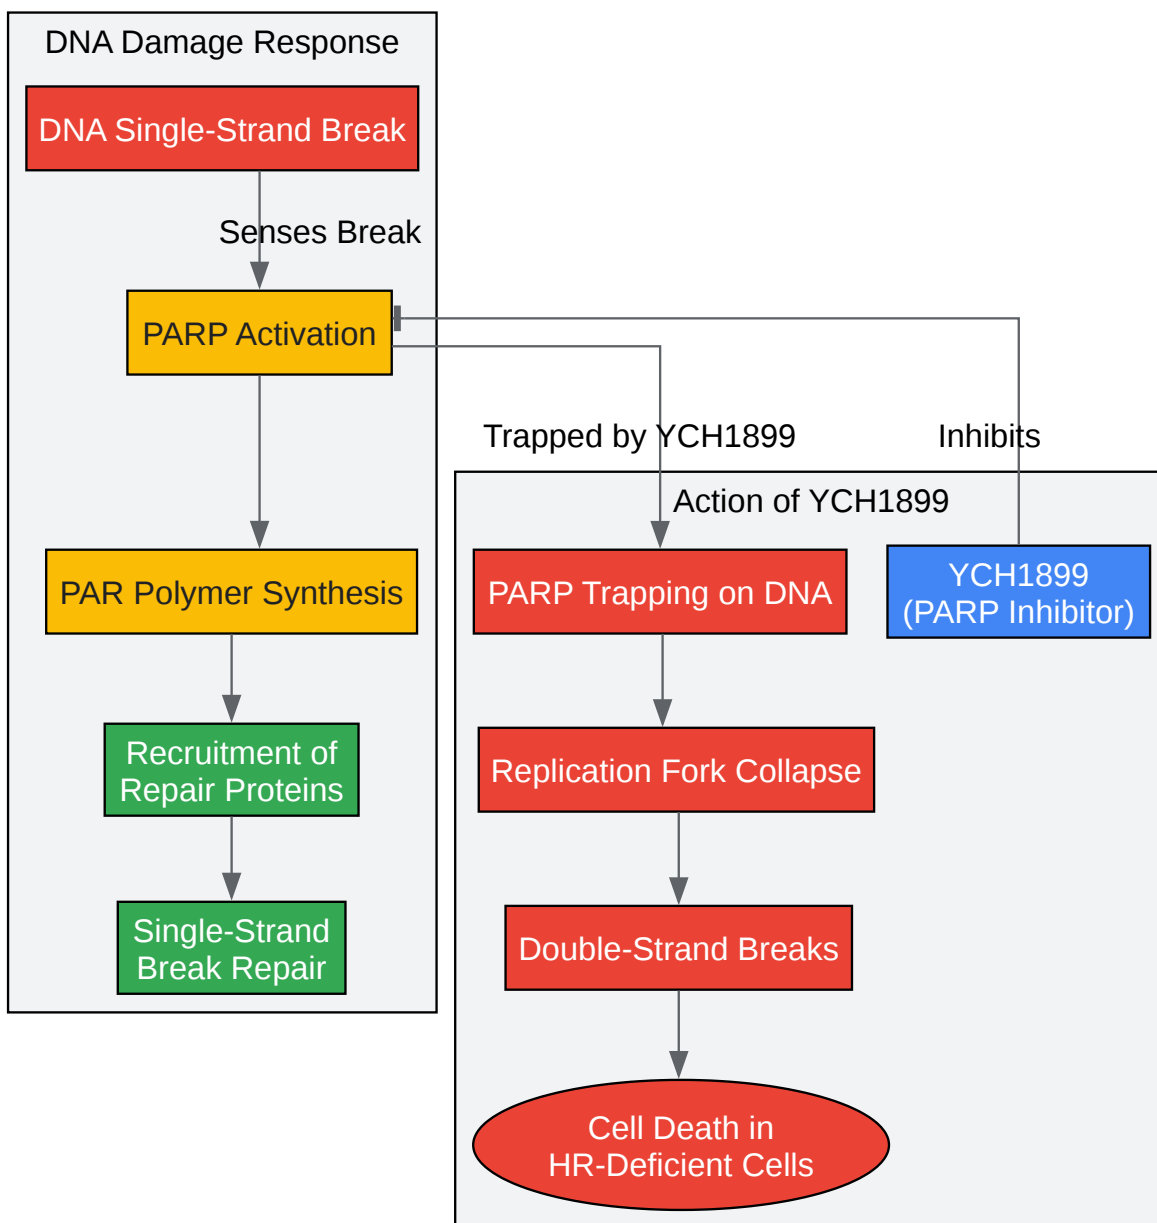 DNA Damage Response
DNA Single-Strand Break
Senses Break
PARP Activation
Trapped by YCH1899
Inhibits
Action of YCH1899
PAR Polymer Synthesis
PARP Trapping on DNA
YCH1899
(PARP Inhibitor)
Recruitment of
Repair Proteins
Replication Fork Collapse
Single-Strand
Break Repair
Double-Strand Breaks
Cell Death in
HR-Deficient Cells